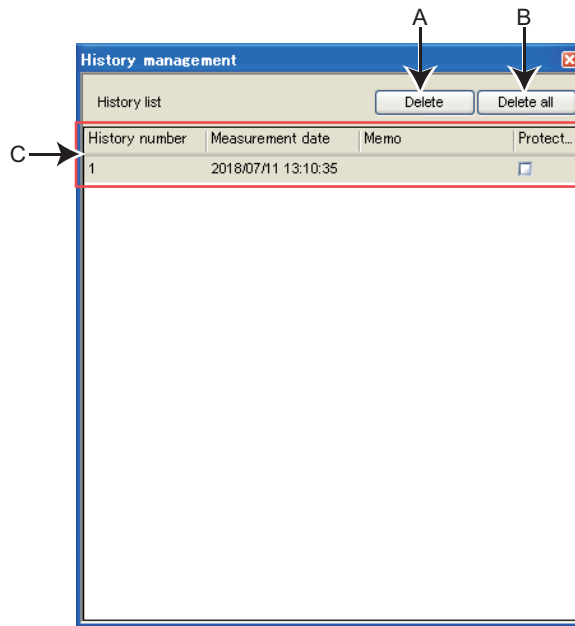 A B
History management
History list Delete Delete all
C
History number Measurement date Memo Protect...
1 2018/07/11 13:10:35